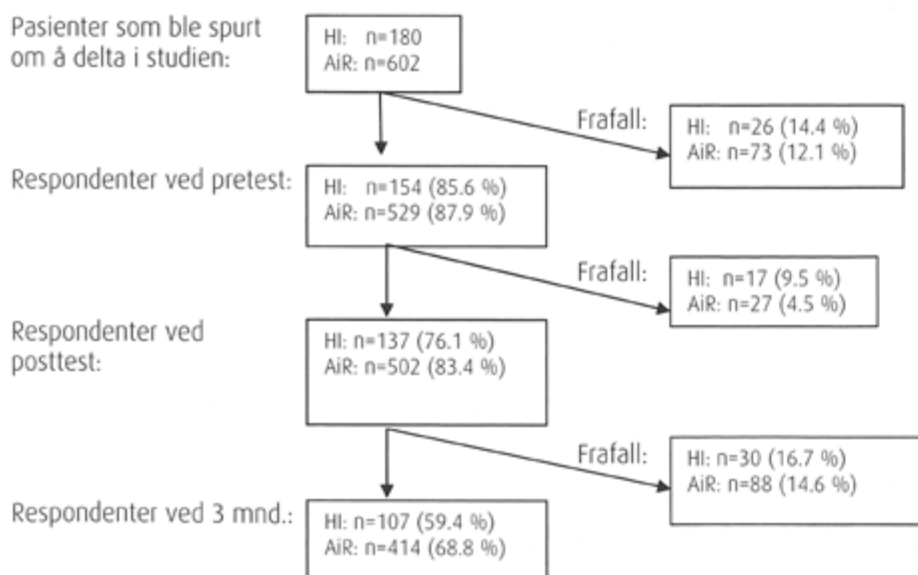 Pasienter som ble spurt
om å delta i studien:
HI: n=180
AiR: n=602
Frafall:
HI: n=26 (14.4 %)
AiR: n=73 (12.1 %)
Respondenter ved pretest:
HI: n=154 (85.6 %)
AiR: n=529 (87.9 %)
Frafall:
HI: n=17 (9.5 %)
AiR: n=27 (4.5 %)
Respondenter ved
posttest:
HI: n=137 (76.1 %)
AiR: n=502 (83.4 %)
Frafall:
HI: n=30 (16.7 %)
AiR: n=88 (14.6 %)
Respondenter ved 3 mnd.:
HI: n=107 (59.4 %)
AiR: n=414 (68.8 %)